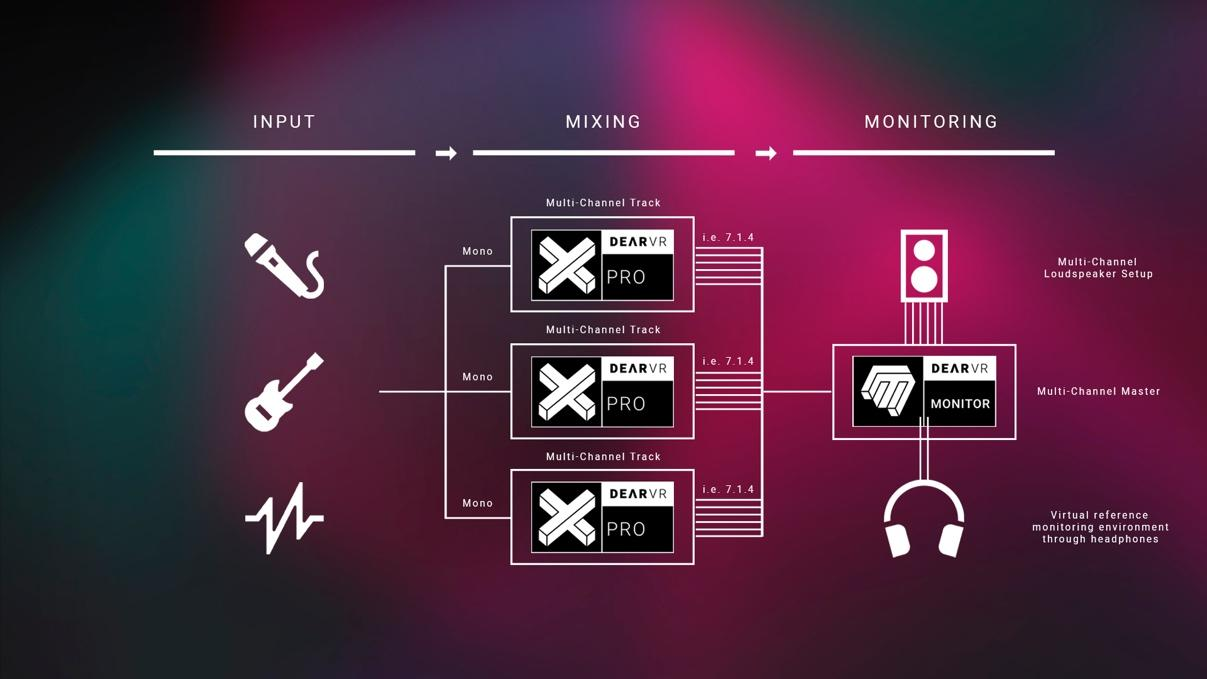 INPUT
MIXING
MONITORING
Multi-Channel Track
Mono
DEARVR
PRO
i.e. 7.1.4
Multi-Channel Track
Mono
DEARVR
PRO
i.e. 7.1.4
Multi-Channel Track
Mono
DEARVR
PRO
i.e. 7.1.4
Multi-Channel
Loudspeaker Setup
DEARVR
MONITOR
Multi-Channel Master
Virtual reference
monitoring environment
through headphones